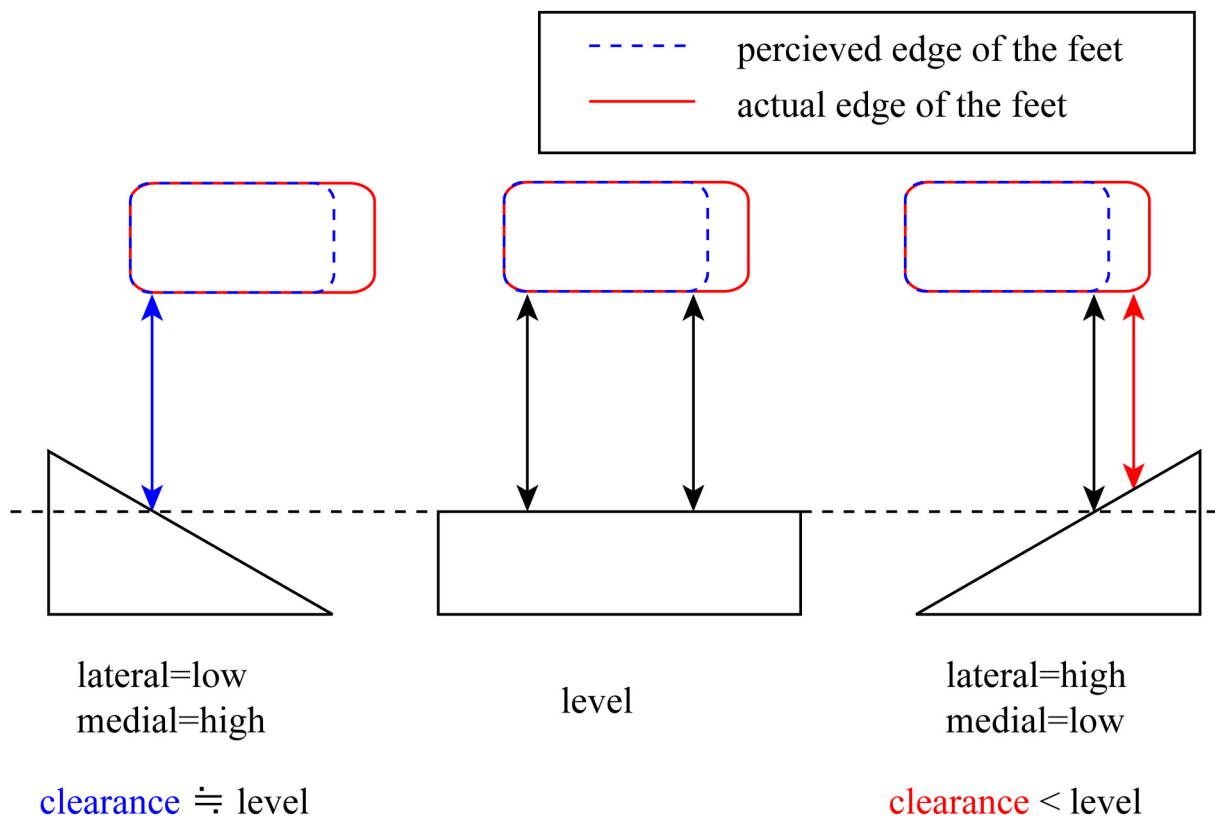 percieved edge of the feet
actual edge of the feet
lateral=low
medial=high
level
lateral=high
medial=low
clearance ≒ level
clearance < level